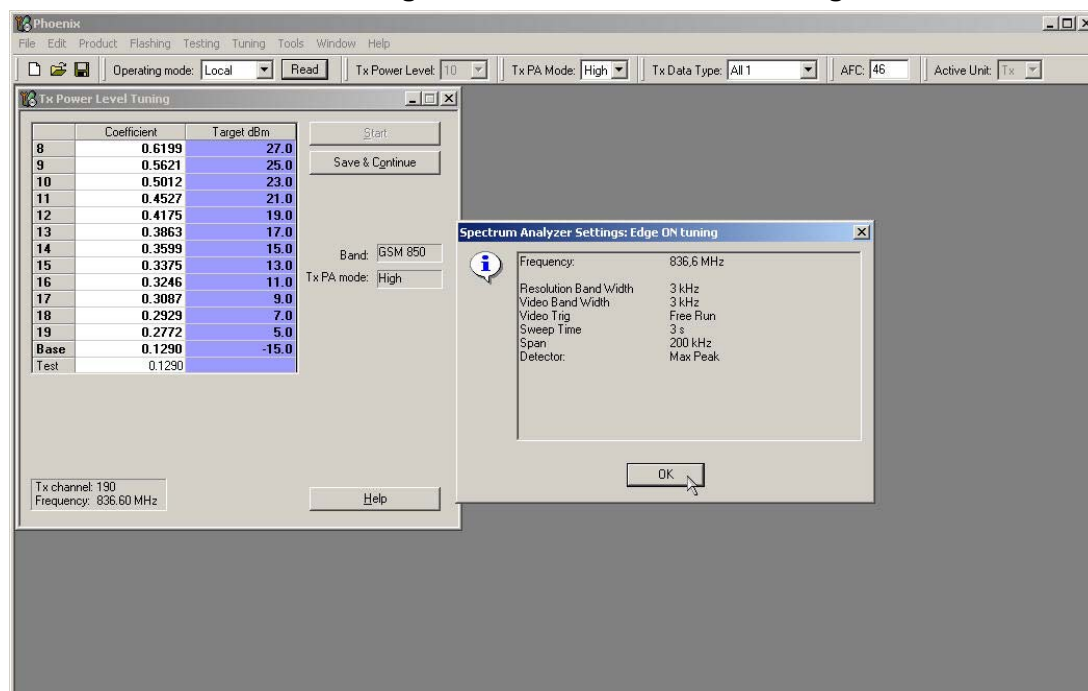 Phoenix
File Edit Product Flashing Testing Tuning Tools Window Help
Operating mode: Local Read Tx Power Level: 10 Tx PA Mode: High Tx Data Type: All 1 AFC: 46 Active Unit: Tx
Tx Power Level Tuning
Coefficient Target dBm
8 0.6199 27.0
9 0.5621 25.0
10 0.5012 23.0
11 0.4527 21.0
12 0.4175 19.0
13 0.3863 17.0
14 0.3599 15.0
15 0.3375 13.0
16 0.3246 11.0
17 0.3087 9.0
18 0.2929 7.0
19 0.2772 5.0
Base 0.1290 -15.0
Test 0.1290
Start
Save & Continue
Band: GSM 850
Tx PA mode: High
Tx channel: 190
Frequency: 836.60 MHz
Help
Spectrum Analyzer Settings: Edge ON tuning
Frequency: 836,6 MHz
Resolution Band Width 3 kHz
Video Band Width 3 kHz
Video Trig Free Run
Sweep Time 3 s
Span 200 kHz
Detector: Max Peak
OK